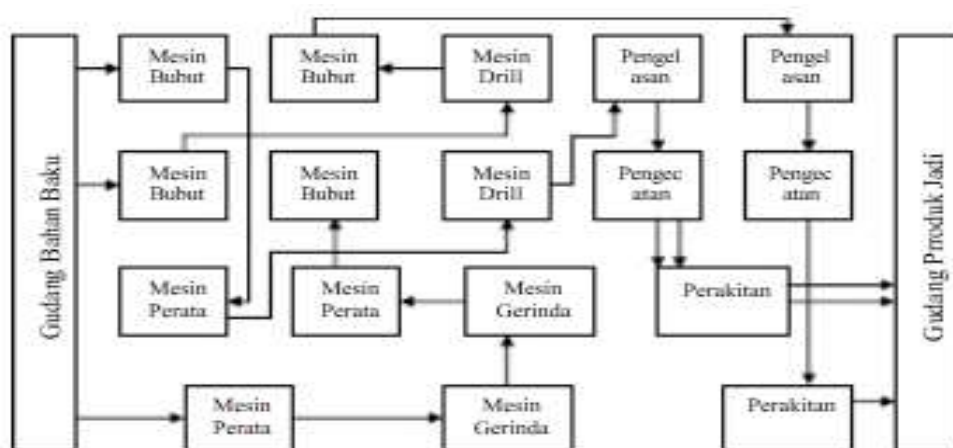 Gudang Bahan Baku
Mesin
Bubut
Mesin
Bubut
Mesin
Drill
Pengel
asan
Pengel
asan
Mesin
Bubut
Mesin
Bubut
Mesin
Drill
Pengec
atan
Pengec
atan
Mesin
Perata
Mesin
Perata
Mesin
Gerinda
Perakitan
Mesin
Perata
Mesin
Gerinda
Perakitan
Gudang Prroduk Jadi